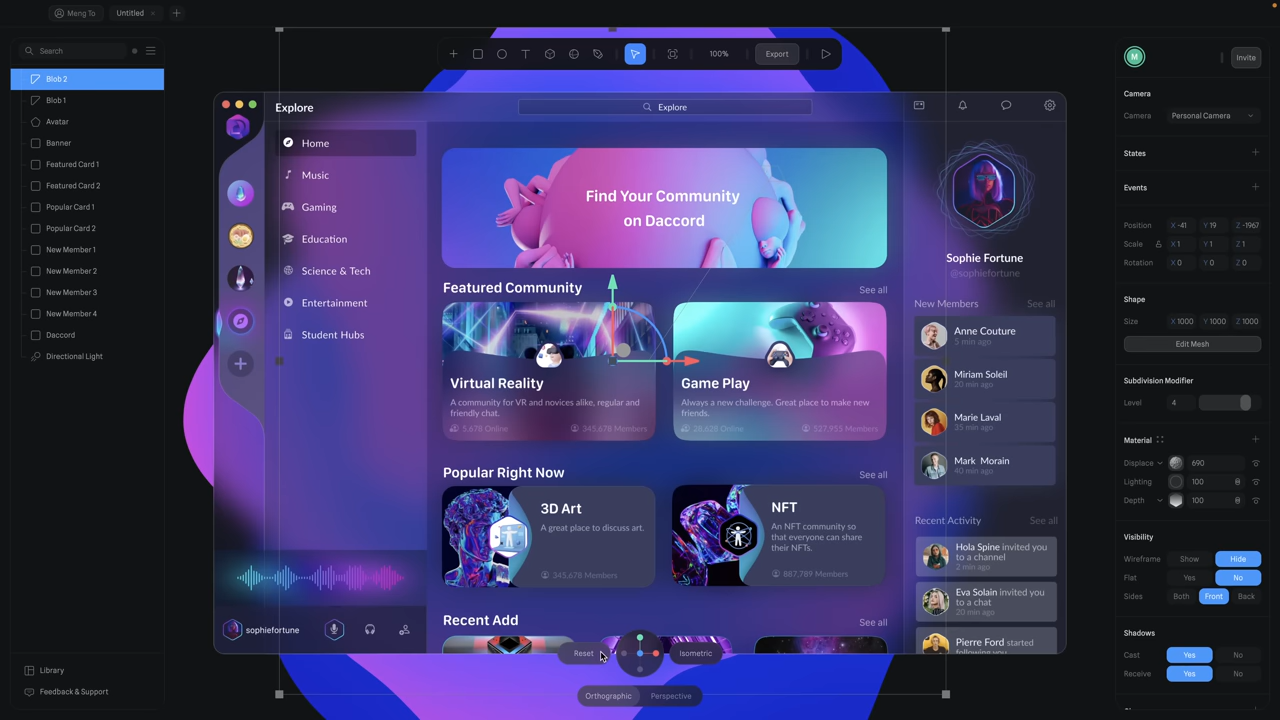 Meng To
Untitled
Search
Blob 2
Blob 1
Avatar
Banner
Featured Card 1
Featured Card 2
Popular Card 1
Popular Card 2
New Member 1
New Member 2
New Member 3
New Member 4
Daccord
Directional Light
Library
Feedback & Support
100%
Export
Explore
Explore
Home
Music
Gaming
Education
Science & Tech
Entertainment
Student Hubs
sophiefortune
Find Your Community
on Daccord
Featured Community
See all
Virtual Reality
A community for VR and novices alike, regular and
friendly chat.
5,678 Online
345,678 Members
Game Play
Always a new challenge. Great place to make new
friends.
28,628 Online
527,955 Members
Popular Right Now
See all
3D Art
A great place to discuss art.
345,678 Members
NFT
An NFT community so
that everyone can share
their NFTs.
887,789 Members
Recent Add
See all
Reset
Isometric
Orthographic
Perspective
Sophie Fortune
@sophiefortune
New Members
See all
Anne Couture
5 min ago
Miriam Soleil
20 min ago
Marie Laval
35 min ago
Mark Morain
40 min ago
Recent Activity
See all
Hola Spine invited you
to a channel
2 min ago
Eva Solain invited you
to a chat
20 min ago
Pierre Ford started
following you
M
Invite
Camera
Camera
Personal Camera
States
Events
Position X -41 Y 19 Z -1967
Scale X 1 Y 1 Z 1
Rotation X 0 Y 0 Z 0
Shape
Size X 1000 Y 1000 Z 1000
Edit Mesh
Subdivision Modifier
Level 4
Material
Displace 690
Lighting 100
Depth 100
Visibility
Wireframe Show Hide
Flat Yes No
Sides Both Front Back
Shadows
Cast Yes No
Receive Yes No